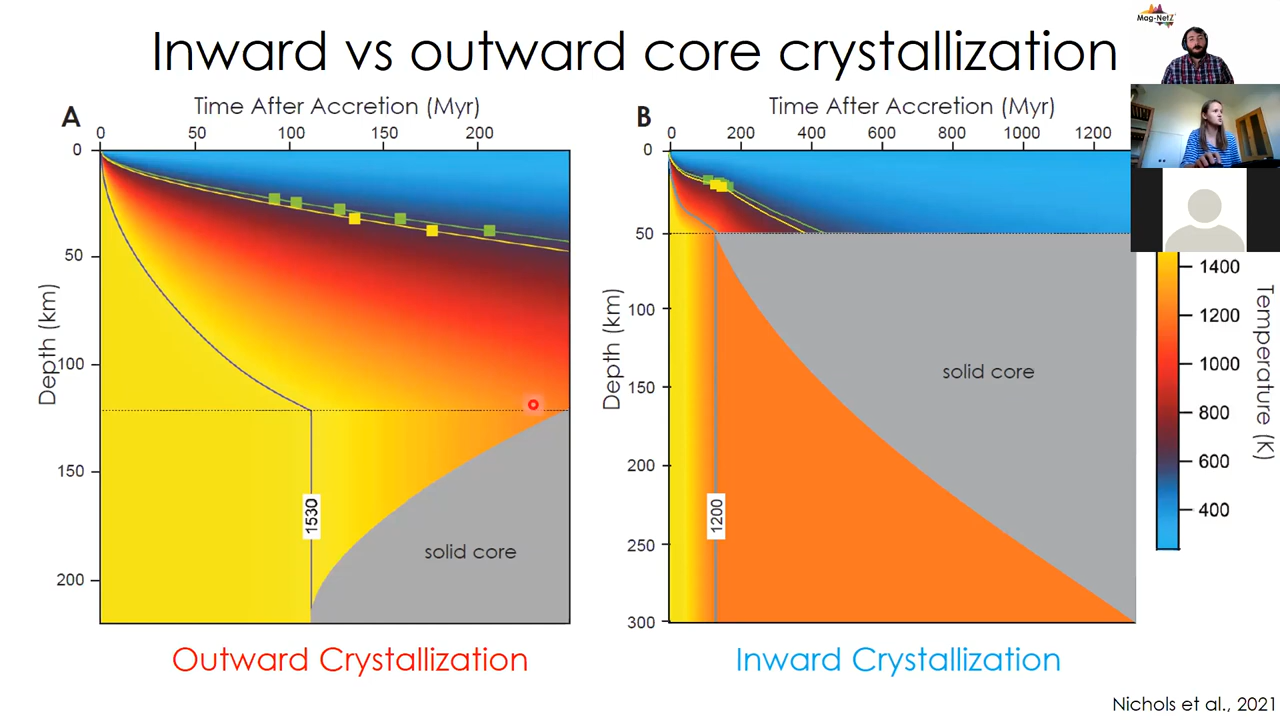 Inward vs outward core crystallization
Mag-NetZ
A
Time After Accretion (Myr)
0 50 100 150 200
0
50
100
150
200
Depth (km)
1530
solid core
Outward Crystallization
B
Time After Accretion (Myr)
0 200 400 600 800 1000 1200
0
50
100
150
200
250
300
Depth (km)
1200
solid core
Inward Crystallization
1400
1200
1000
800
600
400
Temperature (K)
Nichols et al., 2021